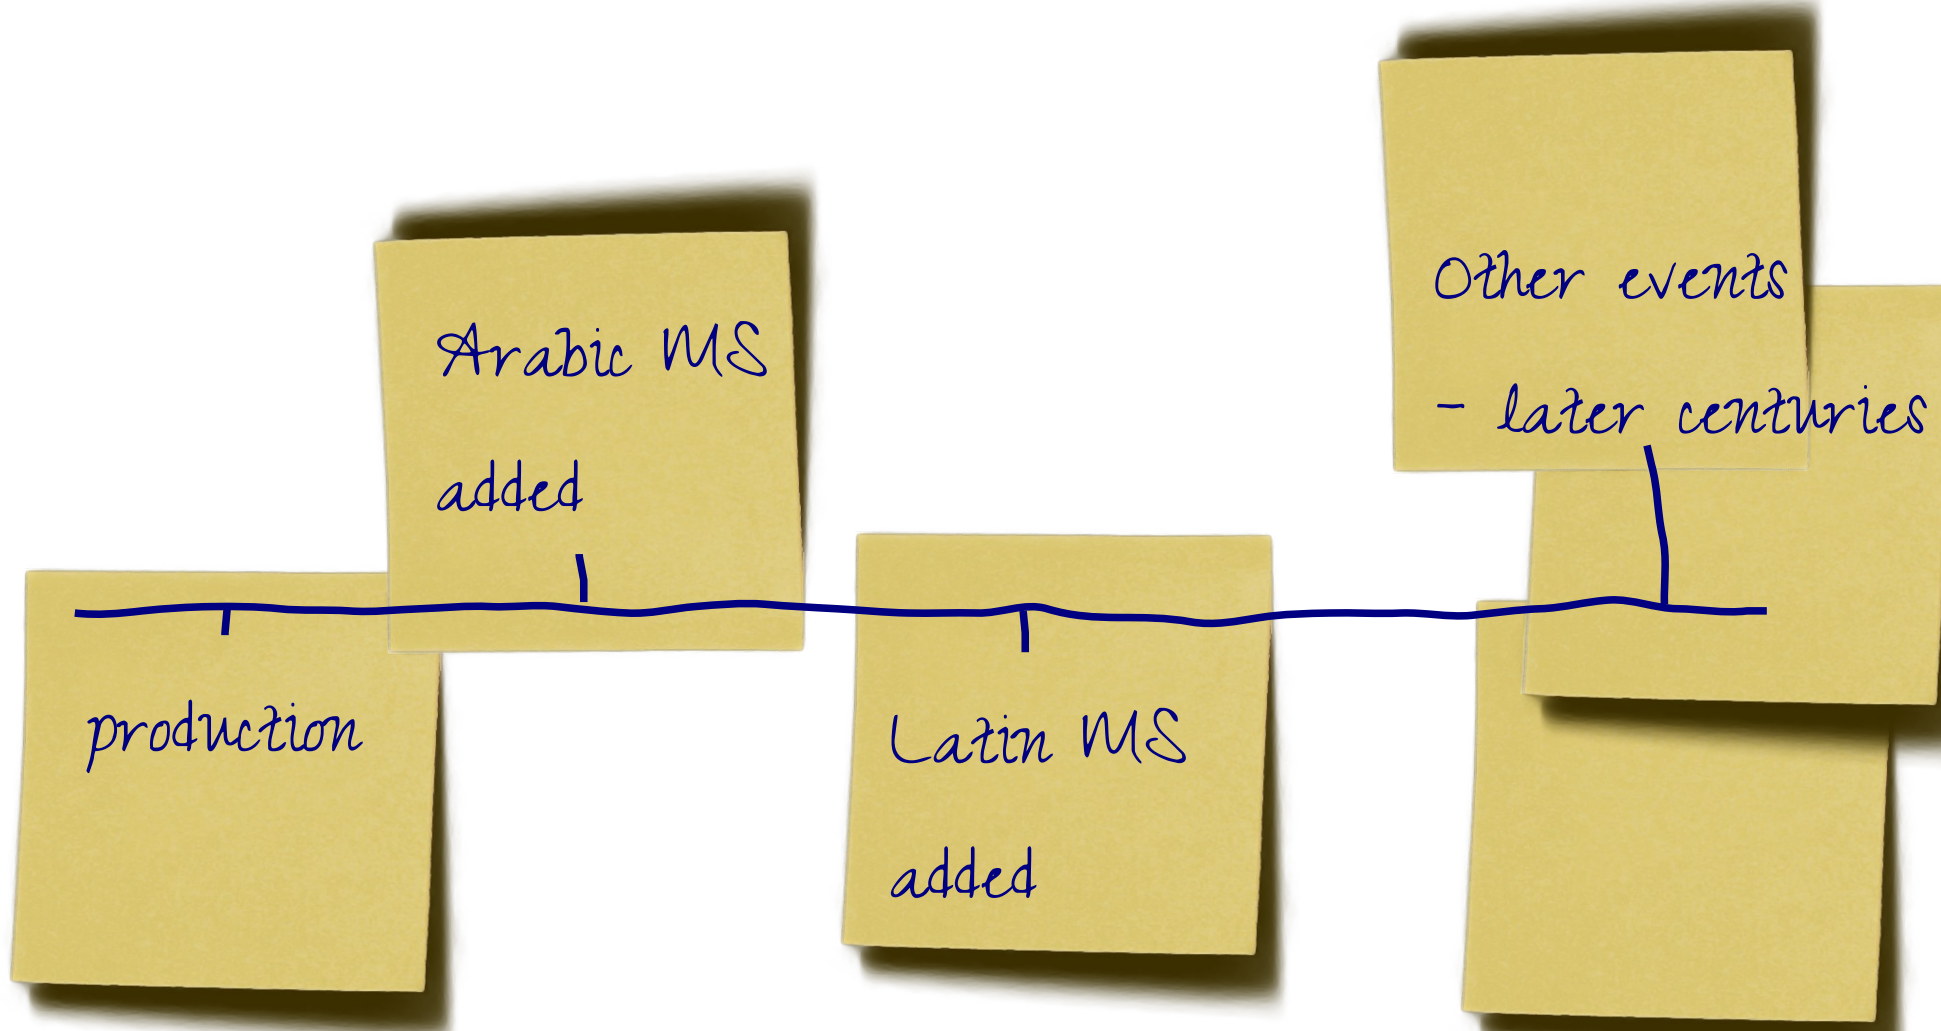 production
Arabic MS
added
Latin MS
added
Other events
- later centuries